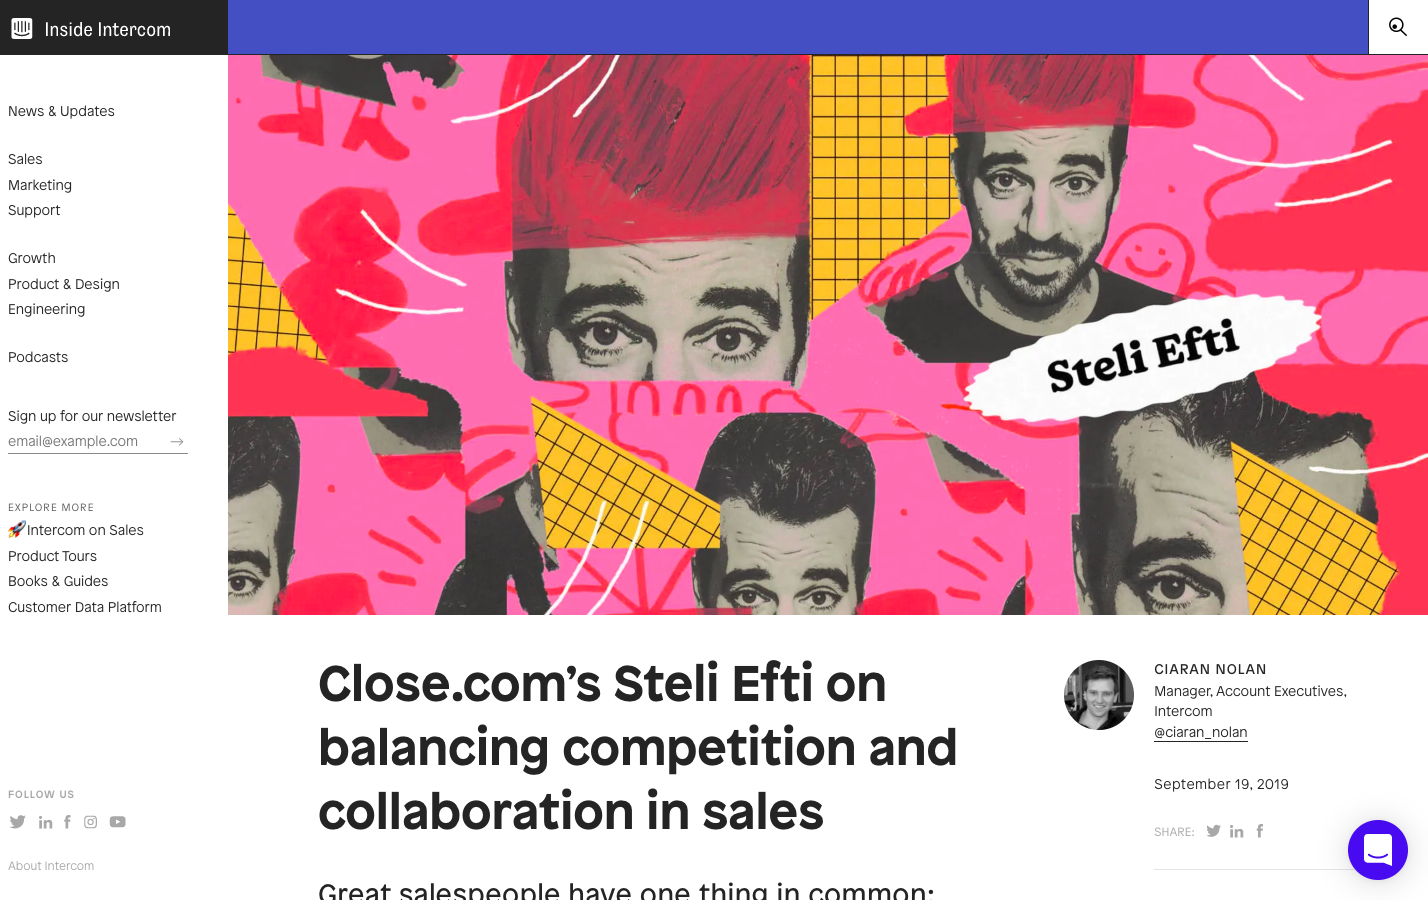 Inside Intercom
News & Updates
Sales
Marketing
Support
Growth
Product & Design
Engineering
Podcasts
Sign up for our newsletter
email@example.com
EXPLORE MORE
🚀Intercom on Sales
Product Tours
Books & Guides
Customer Data Platform
FOLLOW US
About Intercom
Steli Efti
Close.com’s Steli Efti on
balancing competition and
collaboration in sales
Great salespeople have one thing in common:
CIARAN NOLAN
Manager, Account Executives,
Intercom
@ciaran_nolan
September 19, 2019
SHARE: